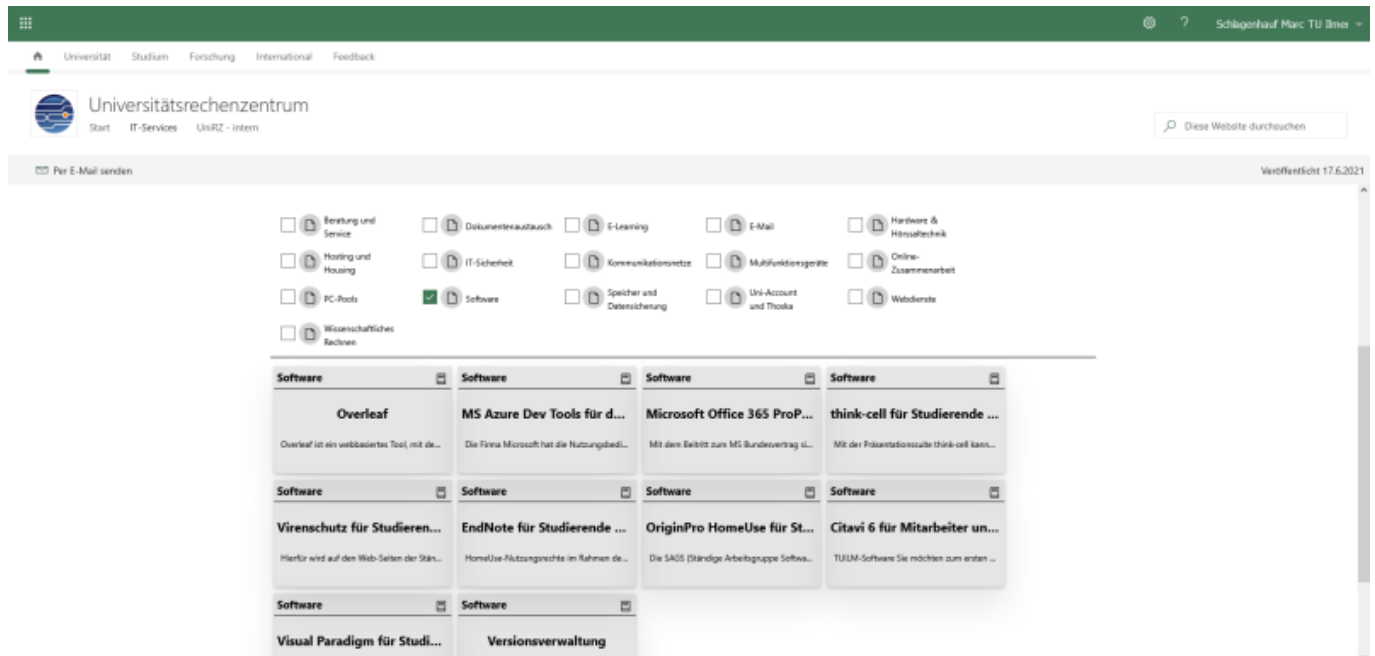 Schlagenhauf Marc TU Ilmer
Universität Studium Forschung International Feedback
Universitätsrechenzentrum
Start IT-Services UniRZ - intern
Diese Website durchsuchen
Per E-Mail senden
Veröffentlicht 17.6.2021
Beratung und
Service
Dokumentenaustausch
E-Learning
E-Mail
Hardware &
Hörsaaltechnik
Hosting und
Housing
IT-Sicherheit
Kommunikationsnetze
Multifunktionsgeräte
Online-
Zusammenarbeit
PC-Pools
Software
Speicher und
Datensicherung
Uni-Account
und Thoska
Webdienste
Wissenschaftliches
Rechnen
Software
Overleaf
Overleaf ist ein webbasiertes Tool, mit de...
Software
MS Azure Dev Tools für d...
Die Firma Microsoft hat die Nutzungsbedi...
Software
Microsoft Office 365 ProP...
Mit dem Beitritt zum MS Bundesvertrag si...
Software
think-cell für Studierende ...
Mit der Präsentationssuite think-cell kann...
Software
Virenschutz für Studieren...
Hierfür wird auf den Web-Seiten der Stän...
Software
EndNote für Studierende ...
HomeUse-Nutzungsrechte im Rahmen de...
Software
OriginPro HomeUse für St...
Die SAGS (Ständige Arbeitsgruppe Softwa...
Software
Citavi 6 für Mitarbeiter un...
TUILM-Software Sie möchten zum ersten ...
Software
Visual Paradigm für Studi...
Software
Versionsverwaltung